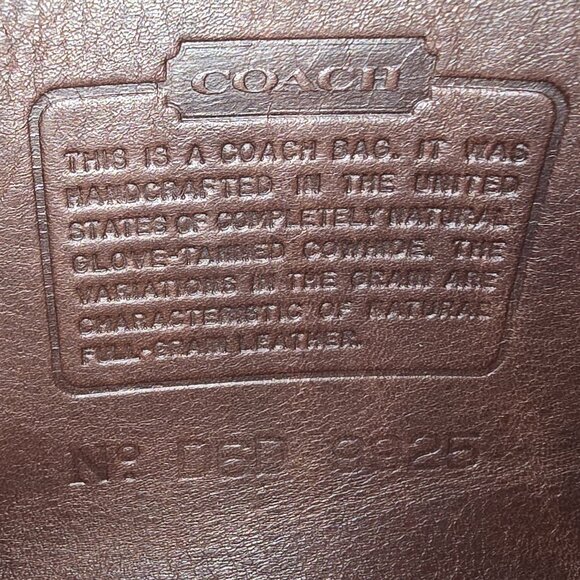 COACH
THIS IS A COACH BAG. IT WAS
HANDCRAFTED IN THE UNITED
STATES OF COMPLETELY NATURAL
GLOVE-TANNED COWHIDE. THE
VARIATIONS IN THE GRAIN ARE
CHARACTERISTIC OF NATURAL
FULL-GRAIN LEATHER.
Nº D6D 9925